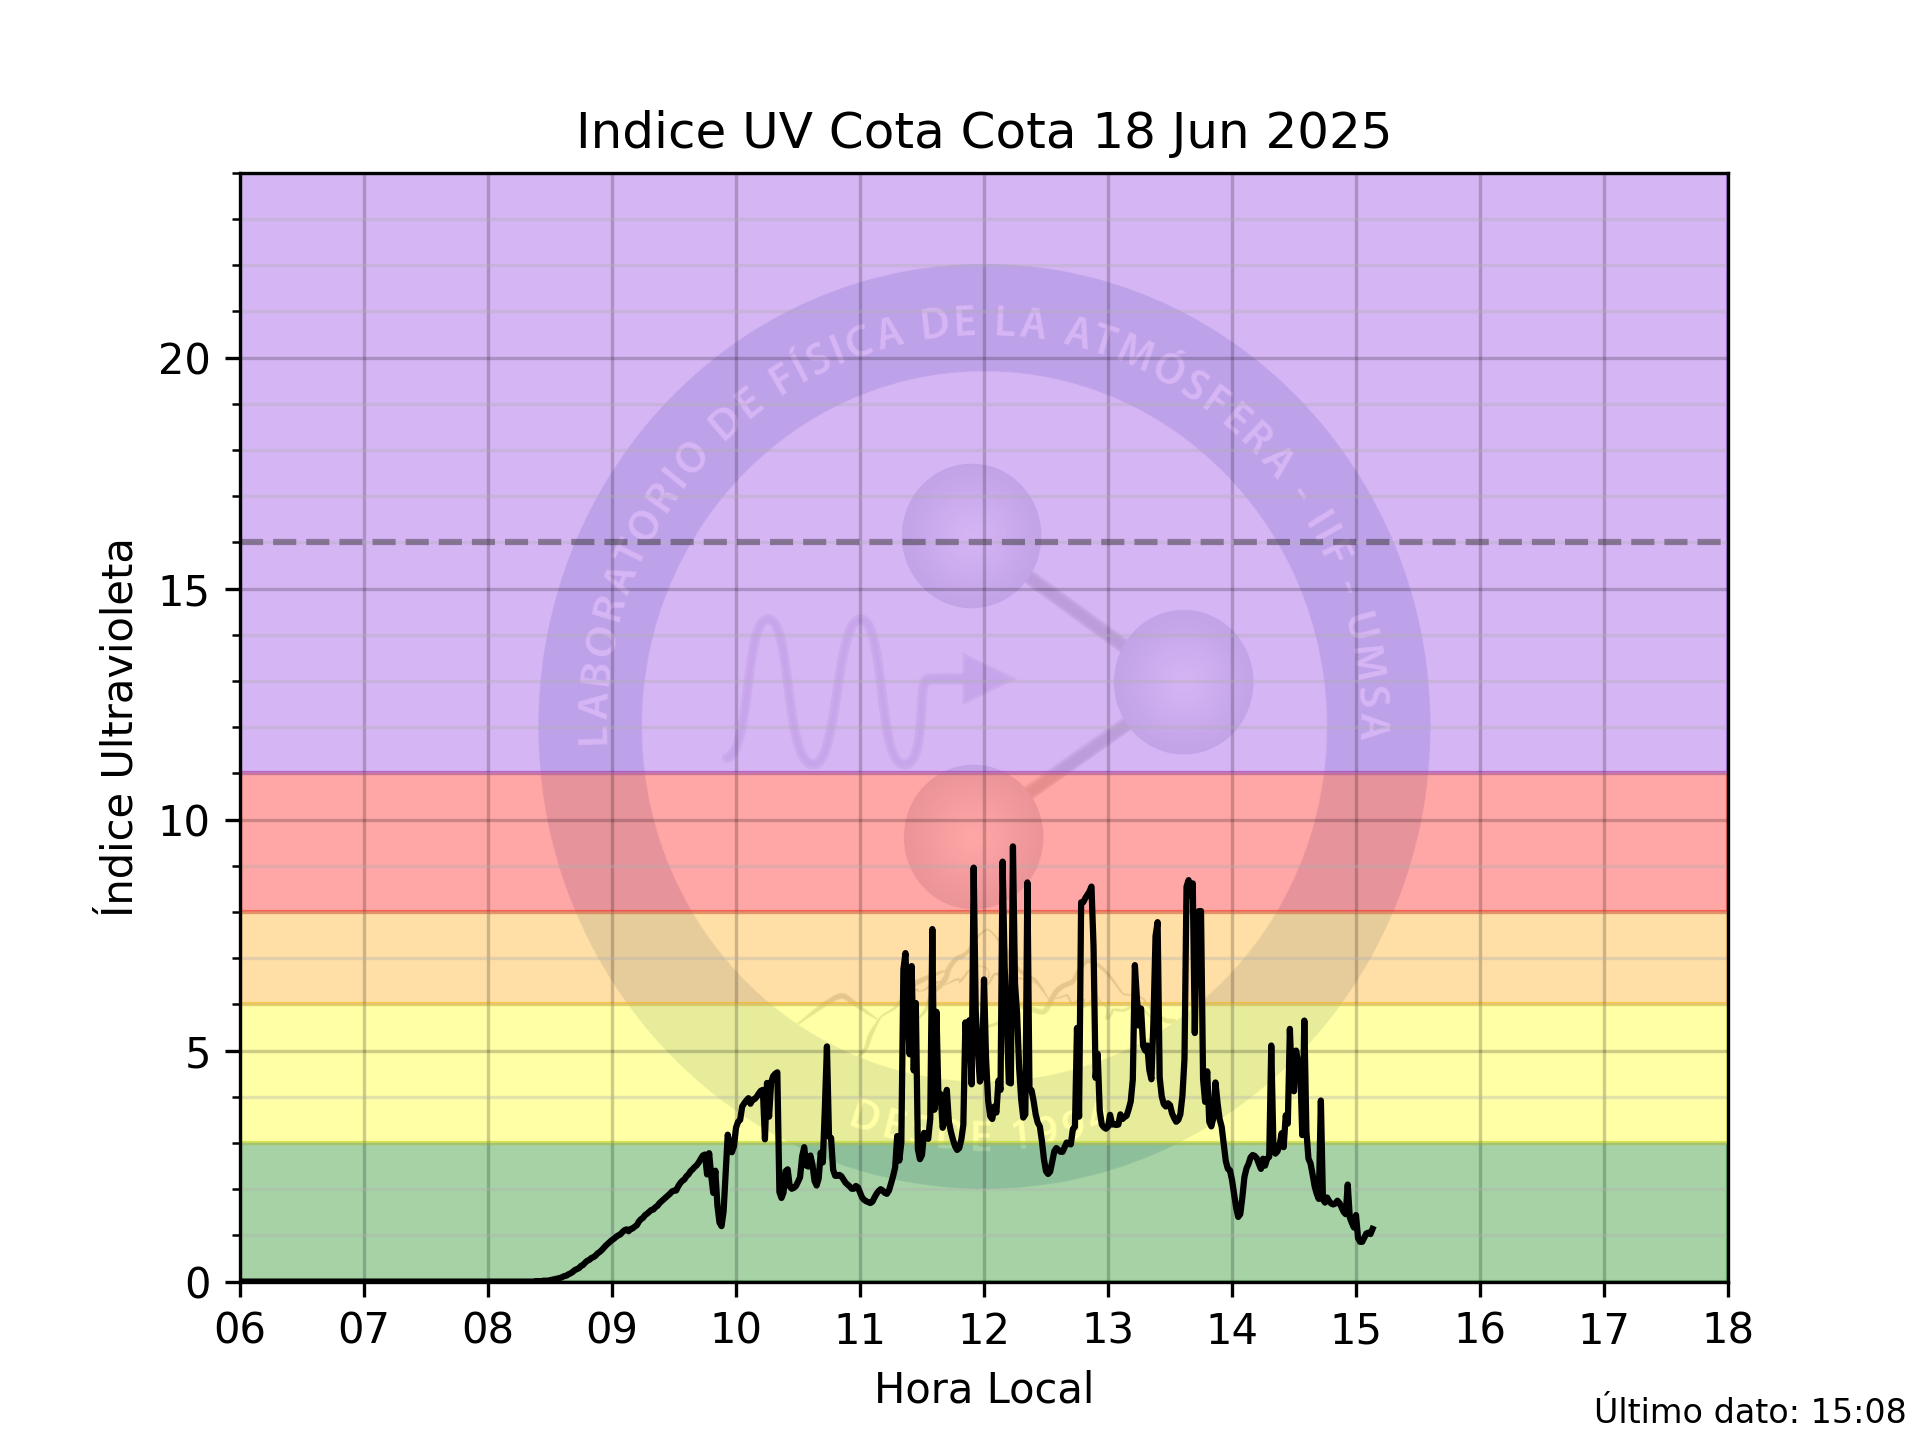 Indice UV Cota Cota 18 Jun 2025
LABORATORIO DE FÍSICA DE LA ATMÓSFERA - IIF - UMSA
20
15
10
5
0
Índice Ultravioleta
06 07 08 09 10 11 12 13 14 15 16 17 18
Hora Local
Último dato: 15:08